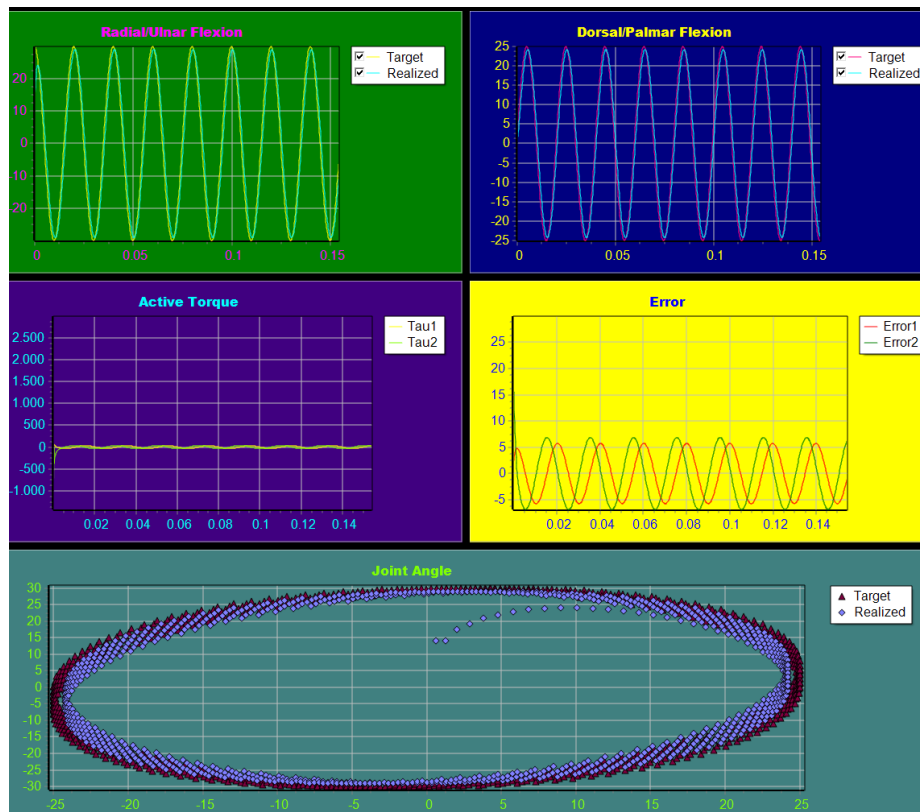 Radial/Ulnar Flexion
20
10
0
10
20
0 0.05 0.1 0.15
Target
Realized
Dorsal/Palmar Flexion
25
20
15
10
5
0
-5
-10
-15
-20
25
0 0.05 0.1 0.15
Target
Realized
Active Torque
2.500
2.000
1.500
1.000
500
0
-500
-1.000
0.02 0.04 0.06 0.08 0.1 0.12 0.14
Tau1
Tau2
Error
25
20
15
10
5
0
-5
0.02 0.04 0.06 0.08 0.1 0.12 0.14
Error1
Error2
Joint Angle
30
25
20
15
10
5
0
-5
-10
-15
-20
-25
-30
-25 -20 -15 -10 -5 0 5 10 15 20 25
Target
Realized